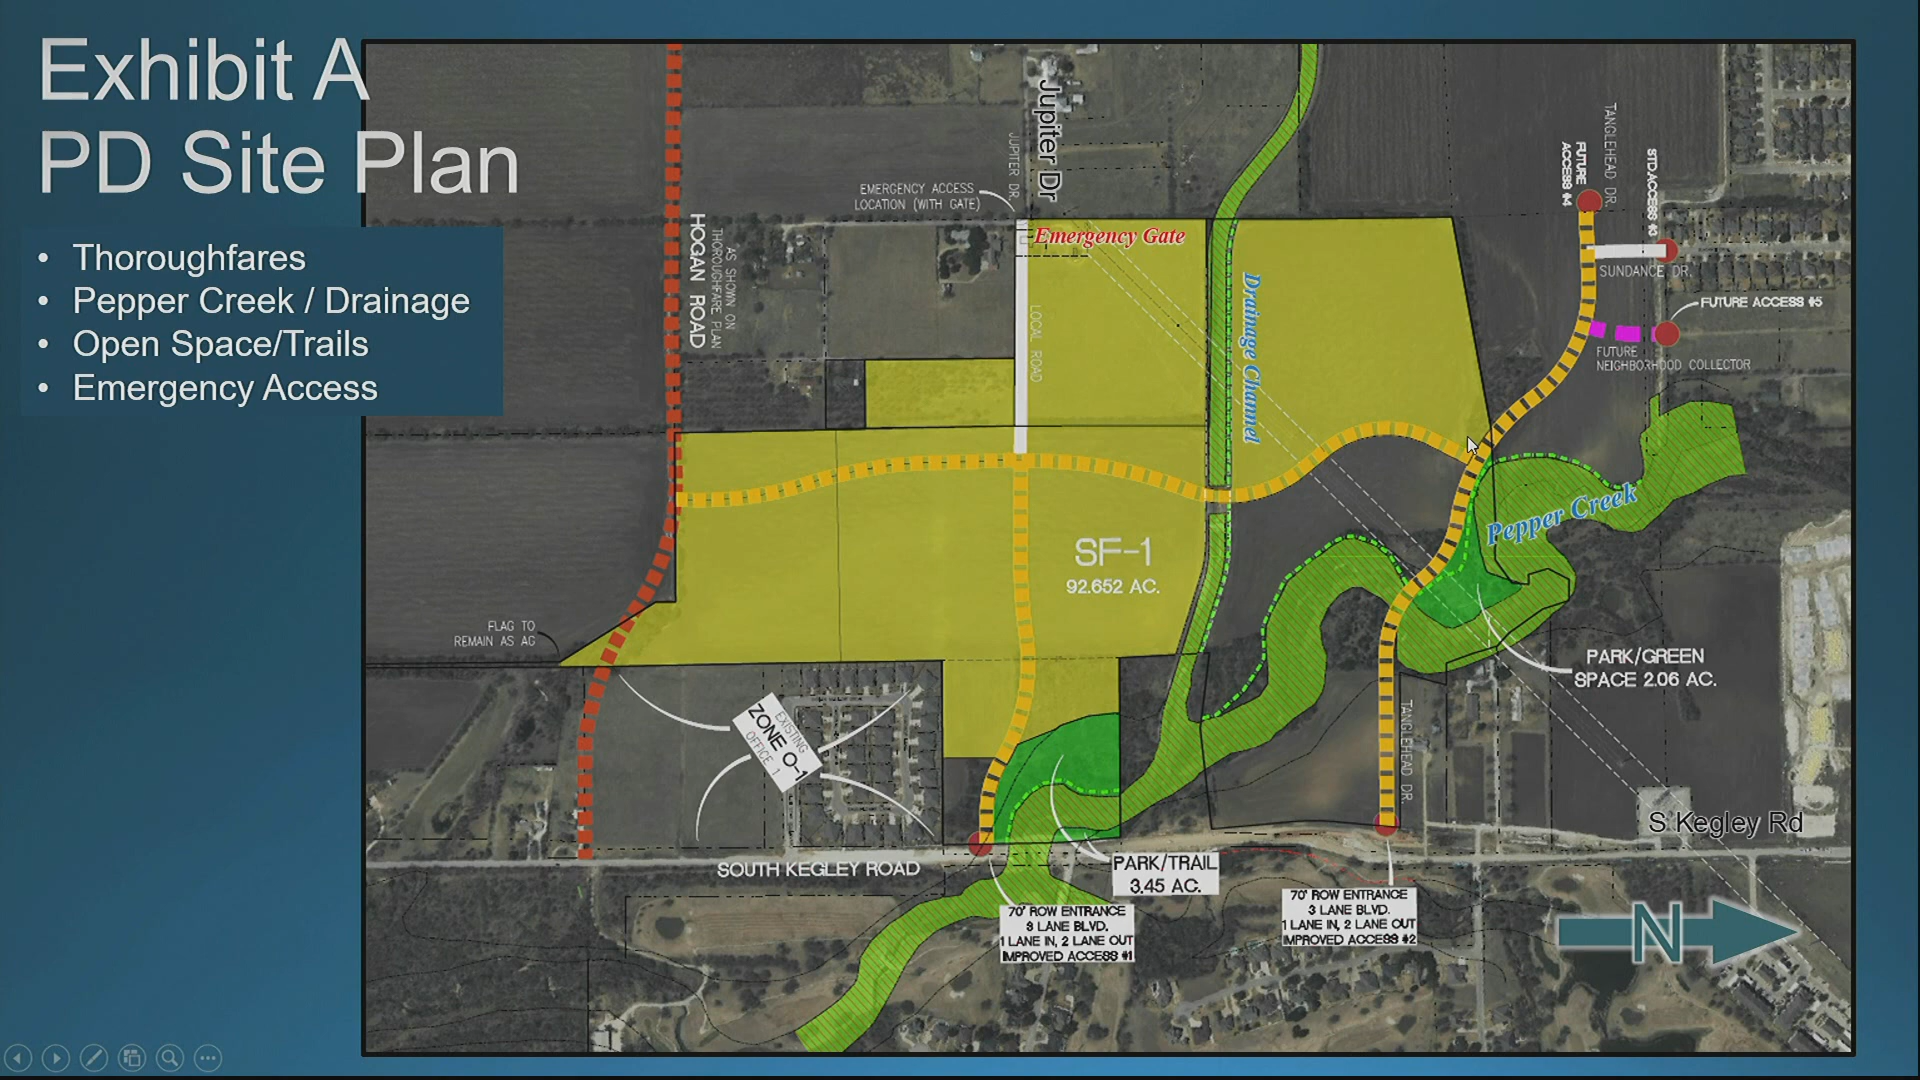 Exhibit A
PD Site Plan
• Thoroughfares
• Pepper Creek / Drainage
• Open Space/Trails
• Emergency Access
Jupiter Dr
JUPITER DR.
EMERGENCY ACCESS
LOCATION (WITH GATE)
Emergency Gate
HOGAN ROAD
AS SHOWN ON
THOROUGHFARE PLAN
LOCAL ROAD
Drainage Channel
TANGLEHEAD DR.
FUTURE
ACCESS #4
STD.ACCESS #3
SUNDANCE DR.
FUTURE ACCESS #5
FUTURE
NEIGHBORHOOD COLLECTOR
Pepper Creek
SF-1
92.652 AC.
FLAG TO
REMAIN AS AG
PARK/GREEN
SPACE 2.06 AC.
EXISTING
ZONE O-1
OFFICE 1
TANGLEHEAD DR.
S Kegley Rd
SOUTH KEGLEY ROAD
PARK/TRAIL
3.45 AC.
70' ROW ENTRANCE
3 LANE BLVD.
1 LANE IN, 2 LANE OUT
IMPROVED ACCESS #1
70' ROW ENTRANCE
3 LANE BLVD.
1 LANE IN, 2 LANE OUT
IMPROVED ACCESS #2
N